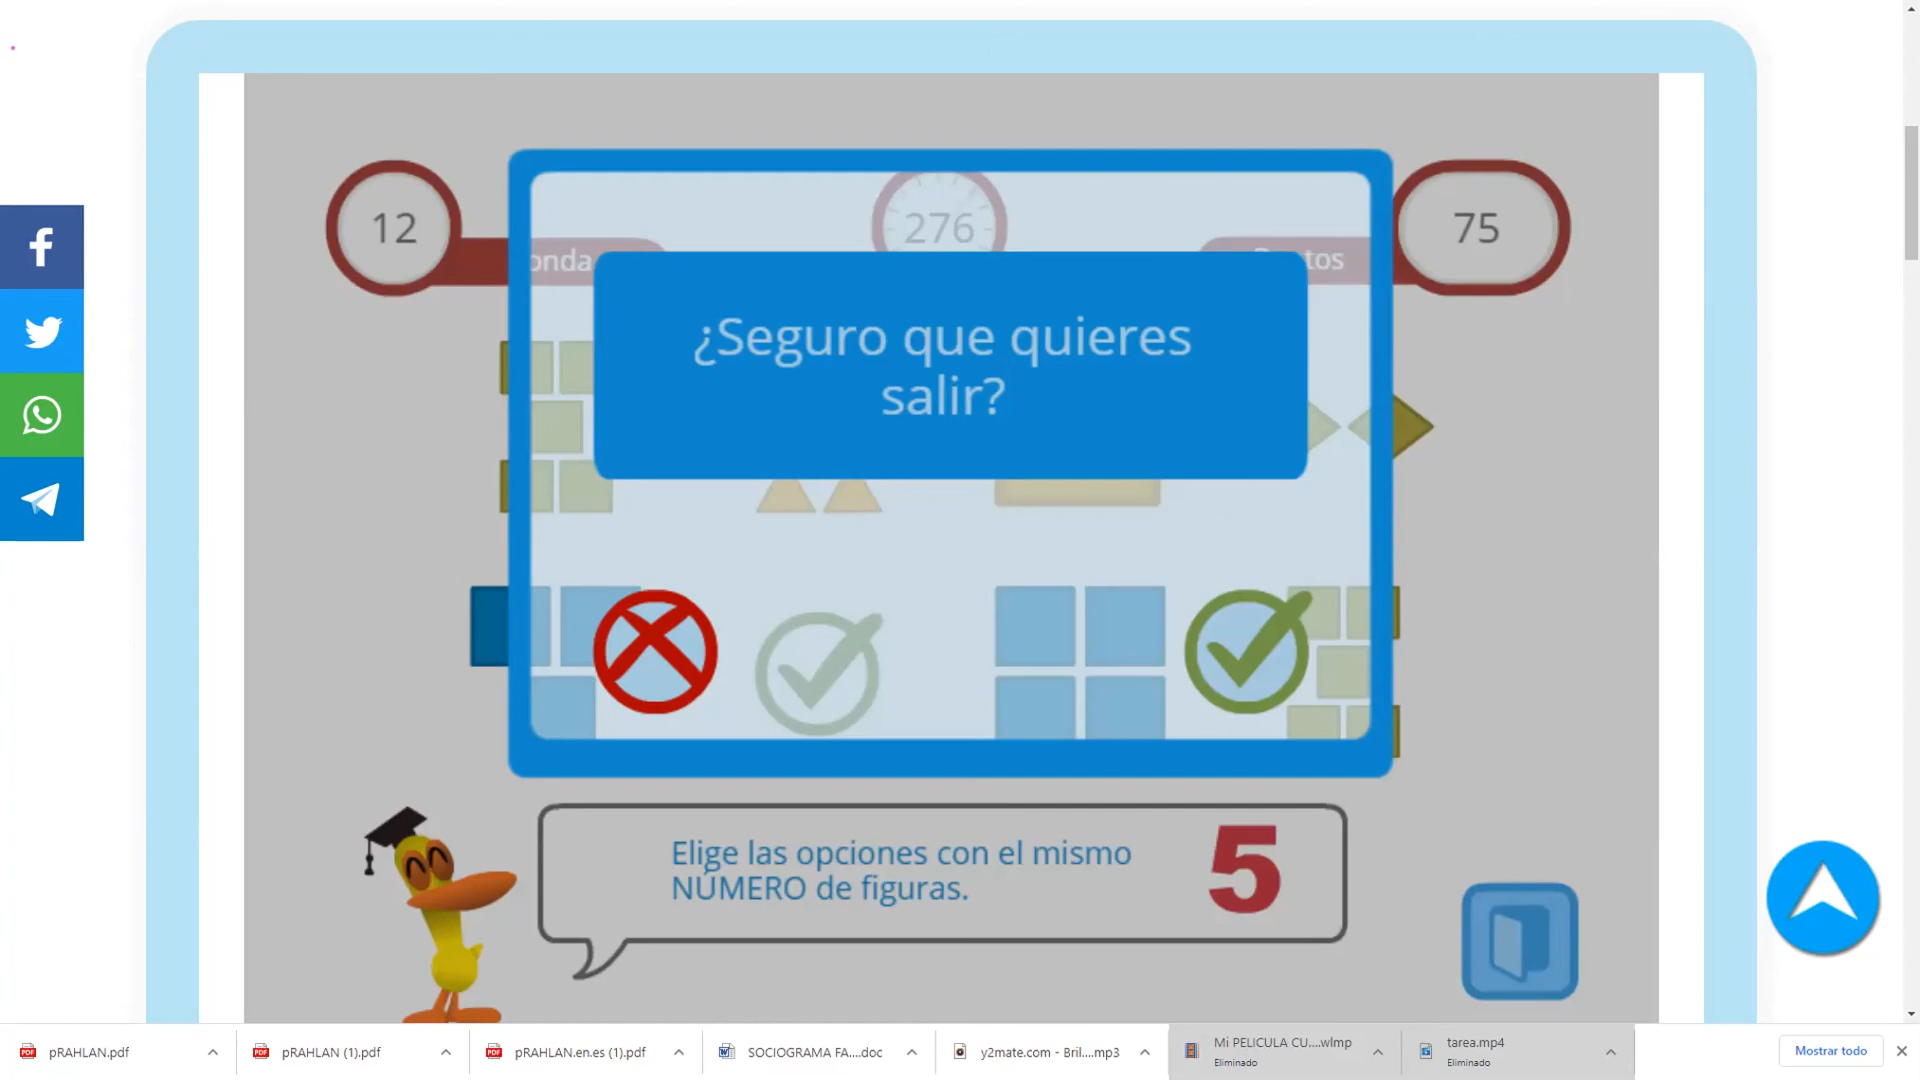 12
276
75
onda
tos
¿Seguro que quieres
salir?
Elige las opciones con el mismo
NÚMERO de figuras.
5
pRAHLAN.pdf
pRAHLAN (1).pdf
pRAHLAN.en.es (1).pdf
SOCIOGRAMA FA....doc
y2mate.com - Bril....mp3
Mi PELICULA CU....wlmp
Eliminado
tarea.mp4
Eliminado
Mostrar todo